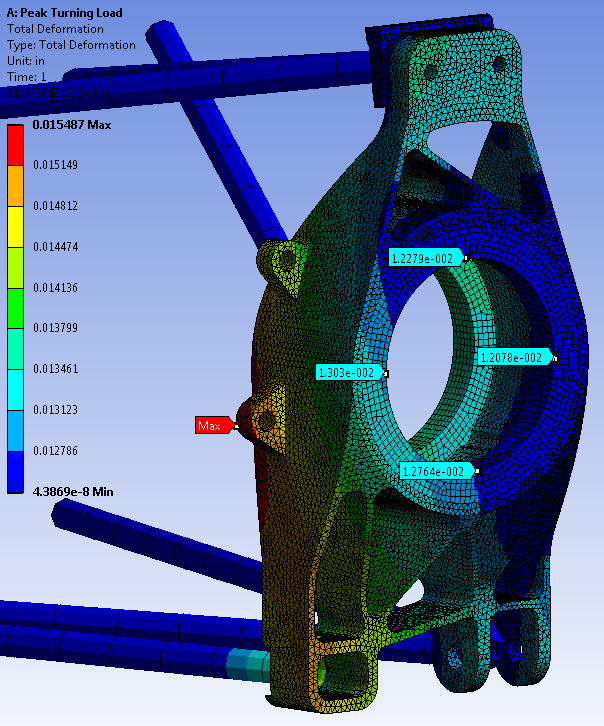 A: Peak Turning Load
Total Deformation
Type: Total Deformation
Unit: in
Time: 1
0.015487 Max
0.015149
0.014812
0.014474
0.014136
0.013799
0.013461
0.013123
0.012786
4.3869e-8 Min
1.2279e-002
1.2078e-002
1.303e-002
Max
1.2764e-002